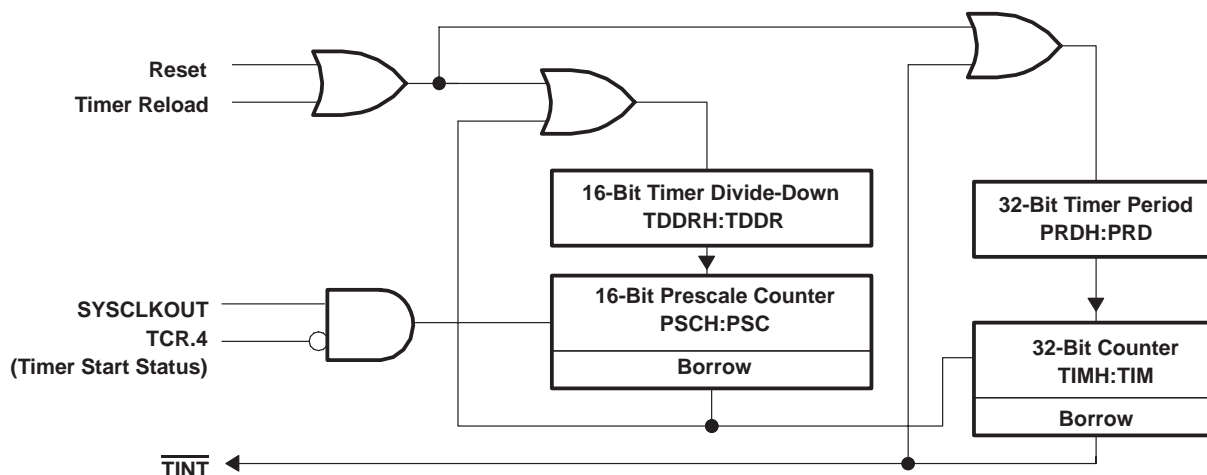 Reset
Timer Reload
16-Bit Timer Divide-Down
TDDRH:TDDR
32-Bit Timer Period
PRDH:PRD
SYSCLKOUT
TCR.4
(Timer Start Status)
16-Bit Prescale Counter
PSCH:PSC
Borrow
32-Bit Counter
TIMH:TIM
Borrow
TINT